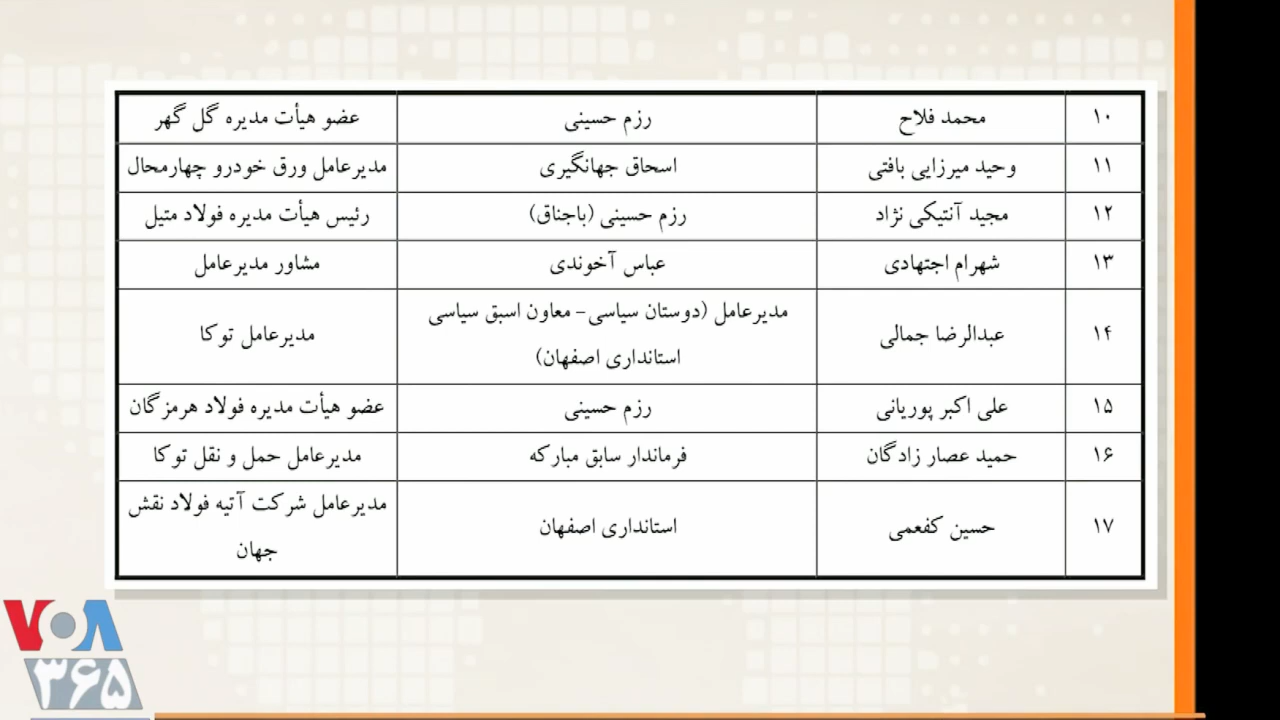 ۱۰ محمد فلاح رزم حسینی عضو هیأت مدیره گل گهر
۱۱ وحید میرزایی بافتی اسحاق جهانگیری مدیرعامل ورق خودرو چهارمحال
۱۲ مجید آنتیکی نژاد رزم حسینی (باجناق) رئیس هیأت مدیره فولاد متیل
۱۳ شهرام اجتهادی عباس آخوندی مشاور مدیرعامل
۱۴ عبدالرضا جمالی مدیرعامل (دوستان سیاسی- معاون اسبق سیاسی
استانداری اصفهان) مدیرعامل توکا
۱۵ علی اکبر پوریانی رزم حسینی عضو هیأت مدیره فولاد هرمزگان
۱۶ حمید عصار زادگان فرماندار سابق مبارکه مدیرعامل حمل و نقل توکا
۱۷ حسین کفعمی استانداری اصفهان مدیرعامل شرکت آتیه فولاد نقش
جهان
VOA
۳۶۵